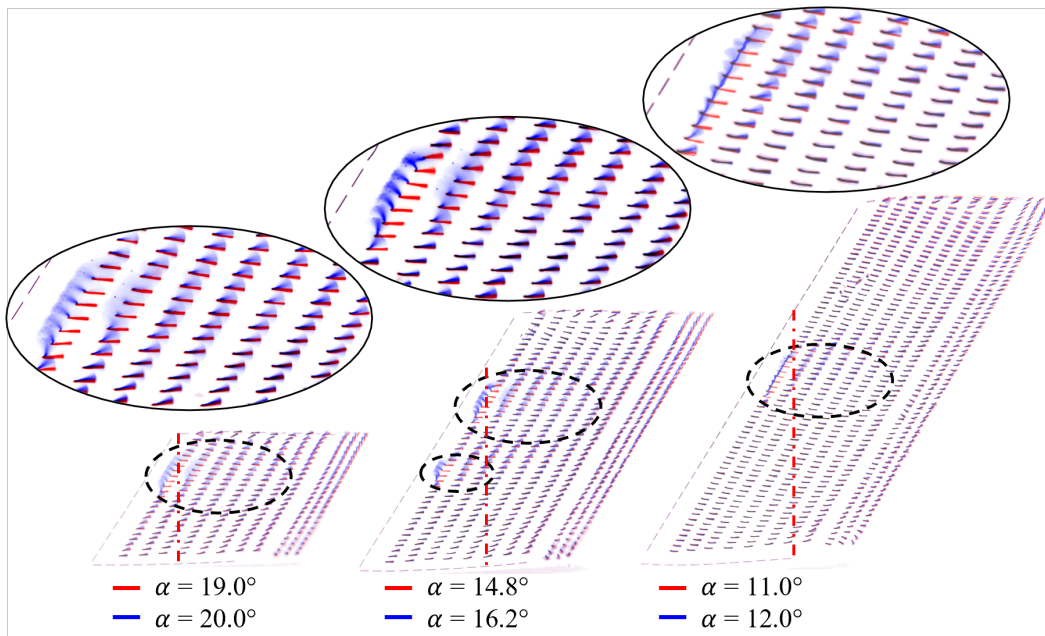 α = 19.0° α = 14.8° α = 11.0°
α = 20.0° α = 16.2° α = 12.0°